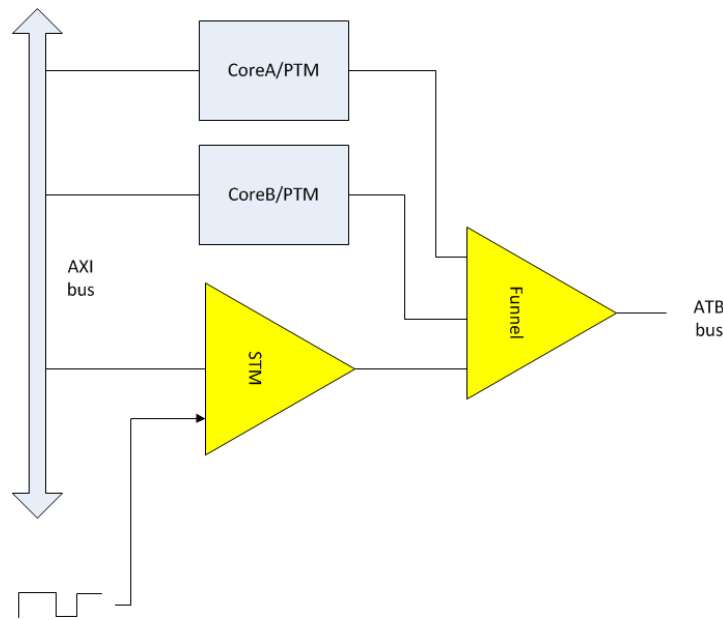 CoreA/PTM
CoreB/PTM
AXI
bus
STM
Funnel
ATB
bus